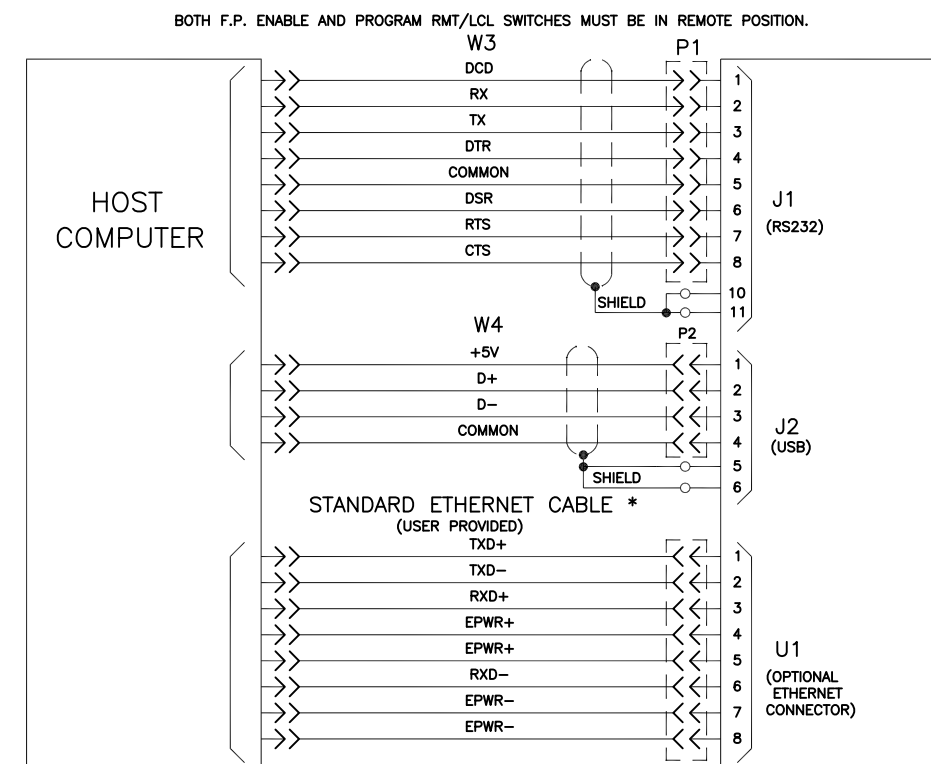 BOTH F.P. ENABLE AND PROGRAM RMT/LCL SWITCHES MUST BE IN REMOTE POSITION.
W3
P1
DCD
1
RX
2
TX
3
DTR
4
COMMON
5
DSR
6
RTS
7
CTS
8
HOST
COMPUTER
J1
(RS232)
10
SHIELD
11
W4
P2
+5V
1
D+
2
D−
3
COMMON
4
J2
(USB)
5
SHIELD
6
STANDARD ETHERNET CABLE *
(USER PROVIDED)
TXD+
1
TXD−
2
RXD+
3
EPWR+
4
EPWR+
5
RXD−
6
EPWR−
7
EPWR−
8
U1
(OPTIONAL
ETHERNET
CONNECTOR)